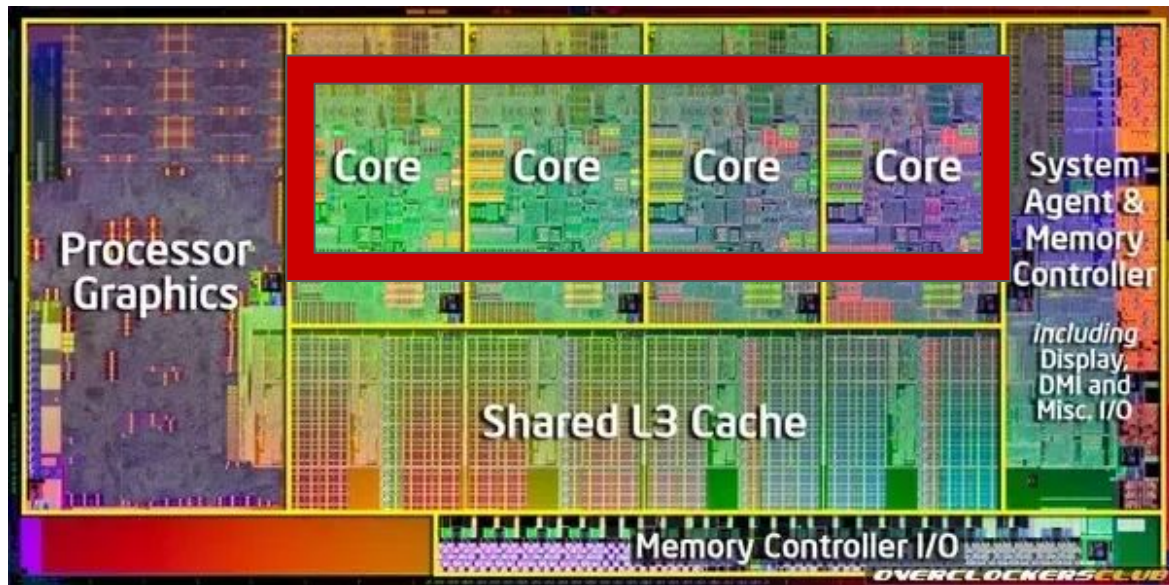 Core
Core
Core
Core
Processor
Graphics
System
Agent &
Memory
Controller
including
Display,
DMI and
Misc. I/O
Shared L3 Cache
Memory Controller I/O
OVERCLOCKERSCLUB